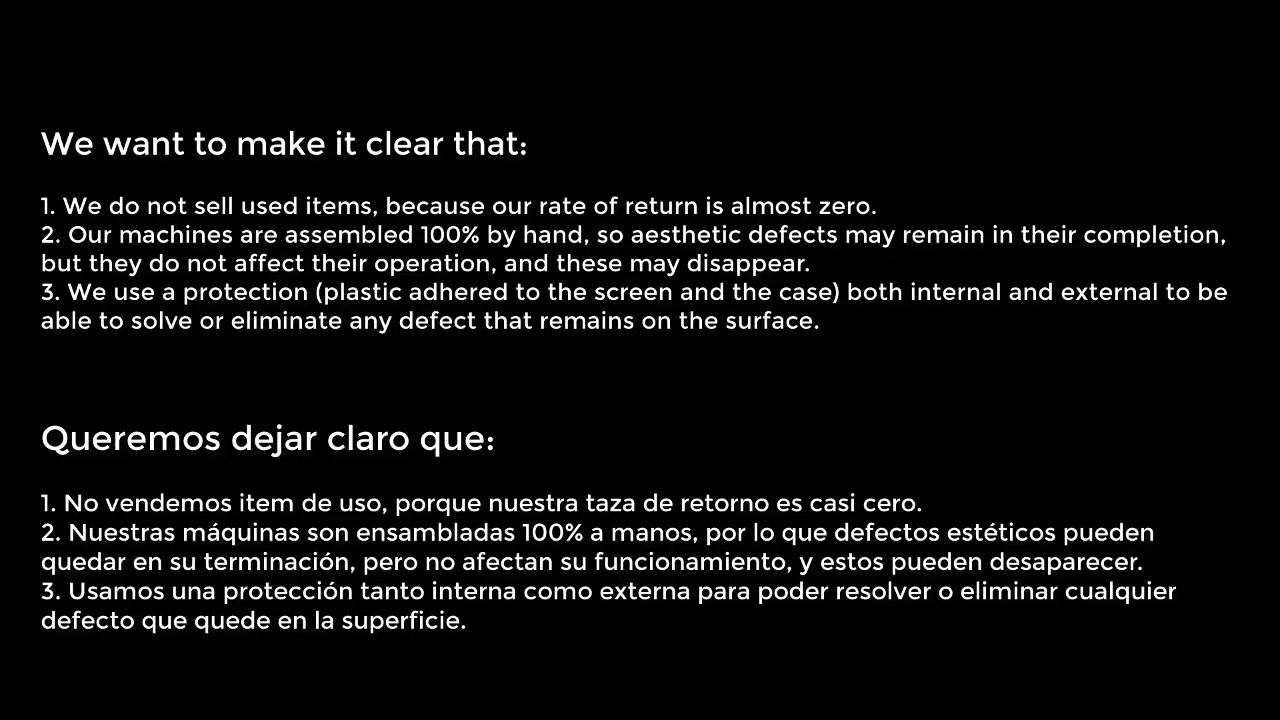 We want to make it clear that:
1. We do not sell used items, because our rate of return is almost zero.
2. Our machines are assembled 100% by hand, so aesthetic defects may remain in their completion,
but they do not affect their operation, and these may disappear.
3. We use a protection (plastic adhered to the screen and the case) both internal and external to be
able to solve or eliminate any defect that remains on the surface.
Queremos dejar claro que:
1. No vendemos item de uso, porque nuestra taza de retorno es casi cero.
2. Nuestras máquinas son ensambladas 100% a manos, por lo que defectos estéticos pueden
quedar en su terminación, pero no afectan su funcionamiento, y estos pueden desaparecer.
3. Usamos una protección tanto interna como externa para poder resolver o eliminar cualquier
defecto que quede en la superficie.